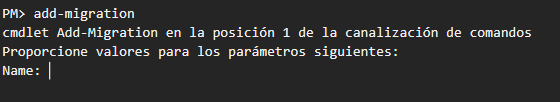 PM> add-migration
cmdlet Add-Migration en la posición 1 de la canalización de comandos
Proporcione valores para los parámetros siguientes:
Name: